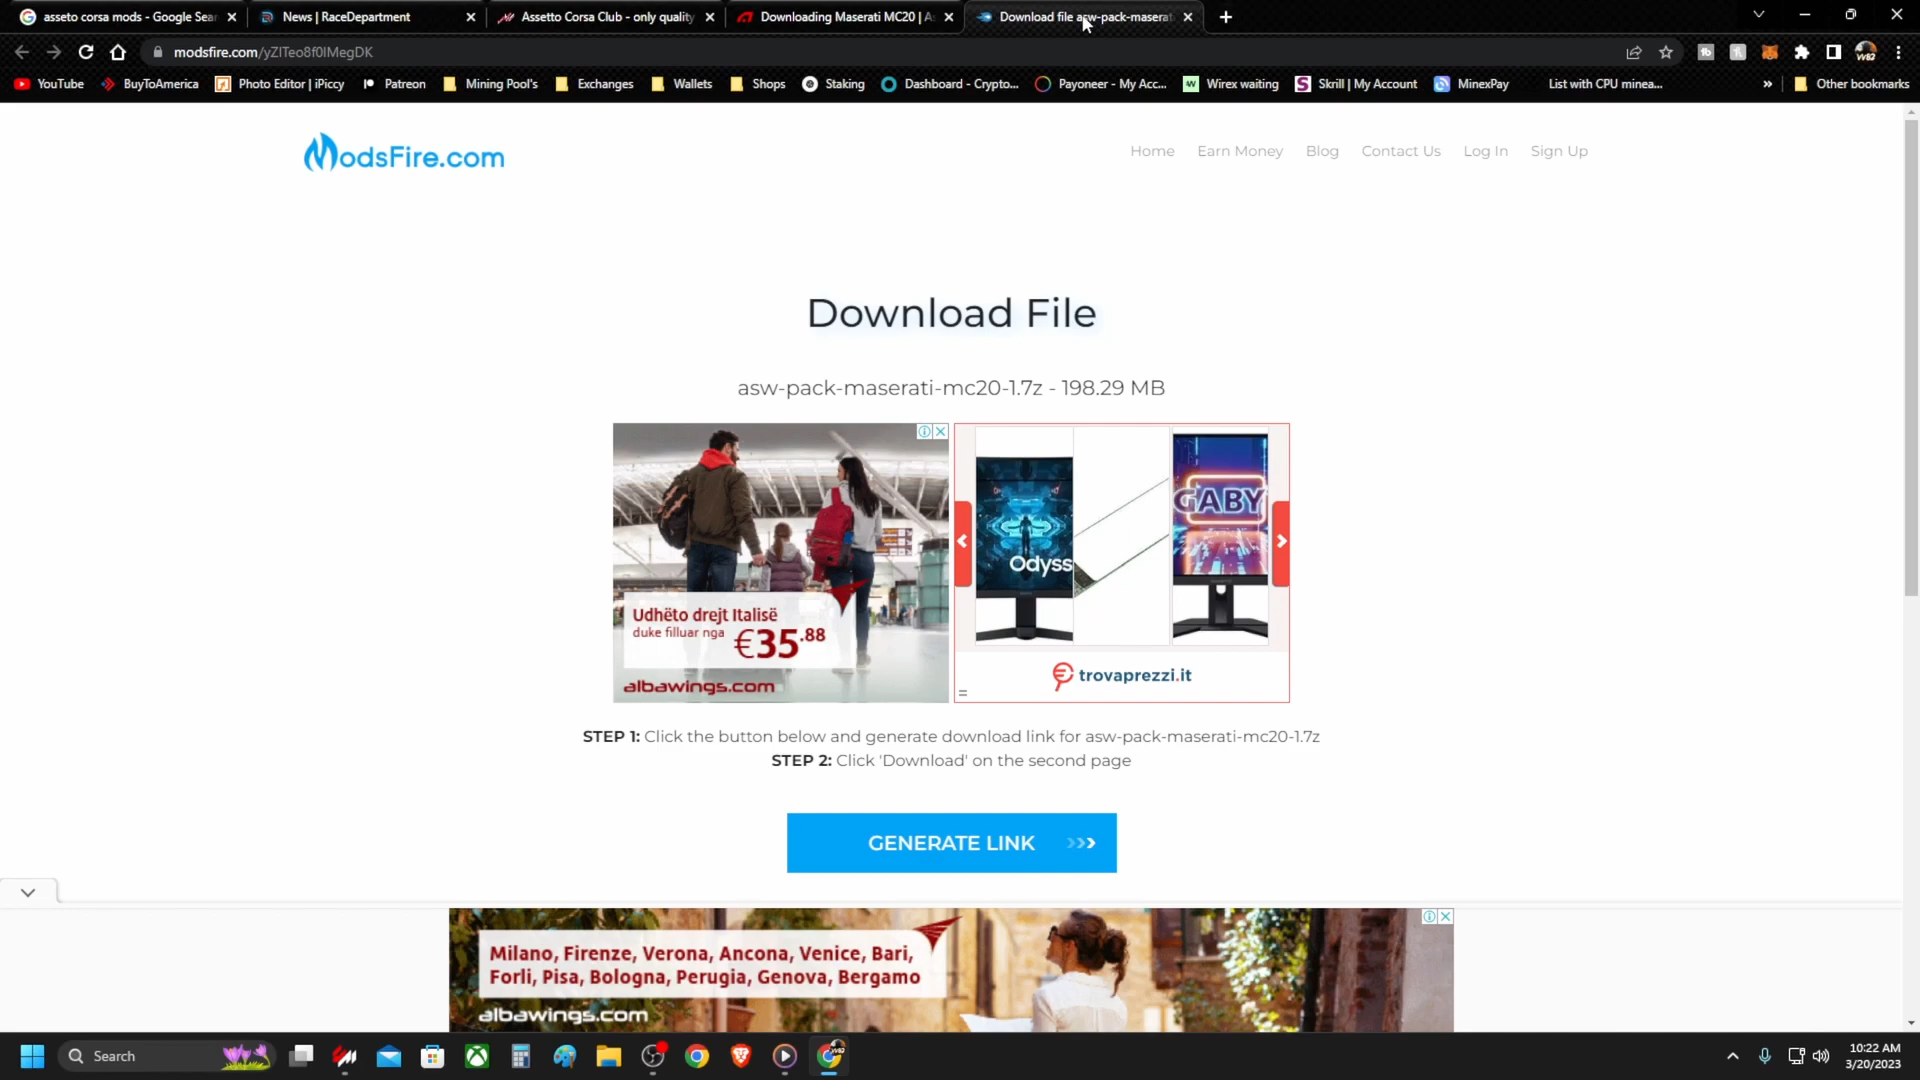 asseto corsa mods - Google Sear
News | RaceDepartment
Assetto Corsa Club - only quality
Downloading Maserati MC20 | As
Download file asw-pack-maserat
modsfire.com/yZITeo8f0IMegDK
YouTube
BuyToAmerica
Photo Editor | iPiccy
Patreon
Mining Pool's
Exchanges
Wallets
Shops
Staking
Dashboard - Crypto...
Payoneer - My Acc...
Wirex waiting
Skrill | My Account
MinexPay
List with CPU minea...
»
Other bookmarks
ModsFire.com
Home
Earn Money
Blog
Contact Us
Log In
Sign Up
Download File
asw-pack-maserati-mc20-1.7z - 198.29 MB
Udhëto drejt Italisë
duke filluar nga
€35.88
albawings.com
Odyss
GABY
trovaprezzi.it
STEP 1: Click the button below and generate download link for asw-pack-maserati-mc20-1.7z
STEP 2: Click 'Download' on the second page
GENERATE LINK
Milano, Firenze, Verona, Ancona, Venice, Bari,
Forli, Pisa, Bologna, Perugia, Genova, Bergamo
albawings.com
Search
10:22 AM
3/20/2023